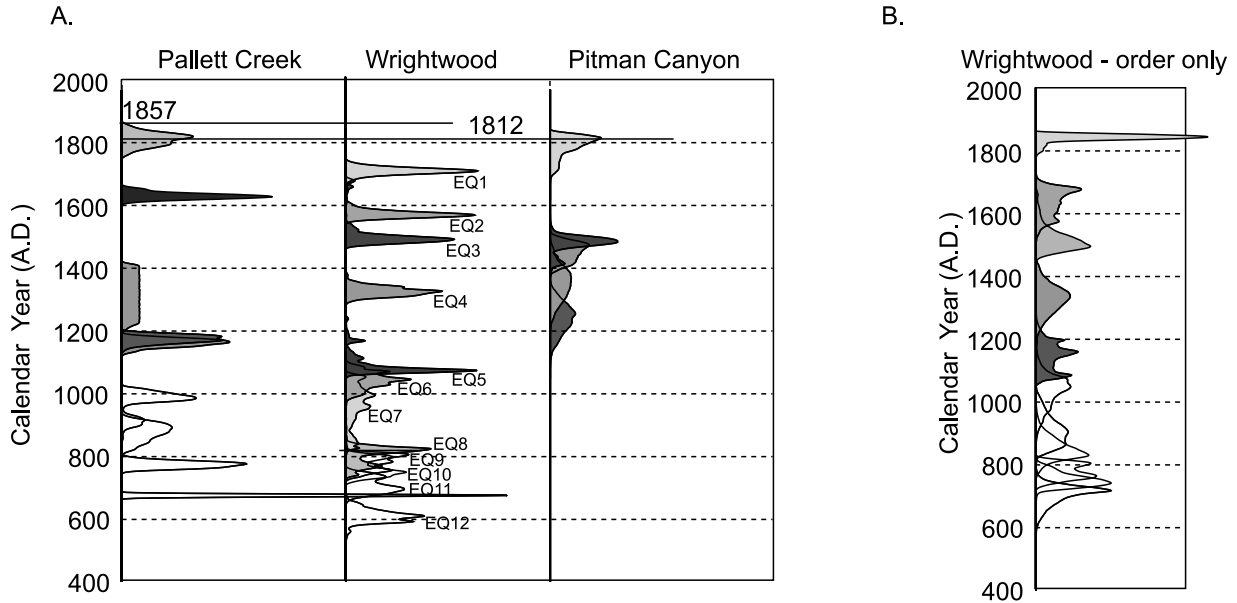 A.
Pallett Creek
Wrightwood
Pitman Canyon
Calendar Year (A.D.)
2000
1800
1600
1400
1200
1000
800
600
400
1857
1812
EQ1
EQ2
EQ3
EQ4
EQ5
EQ6
EQ7
EQ8
EQ9
EQ10
EQ11
EQ12
B.
Wrightwood - order only
Calendar Year (A.D.)
2000
1800
1600
1400
1200
1000
800
600
400